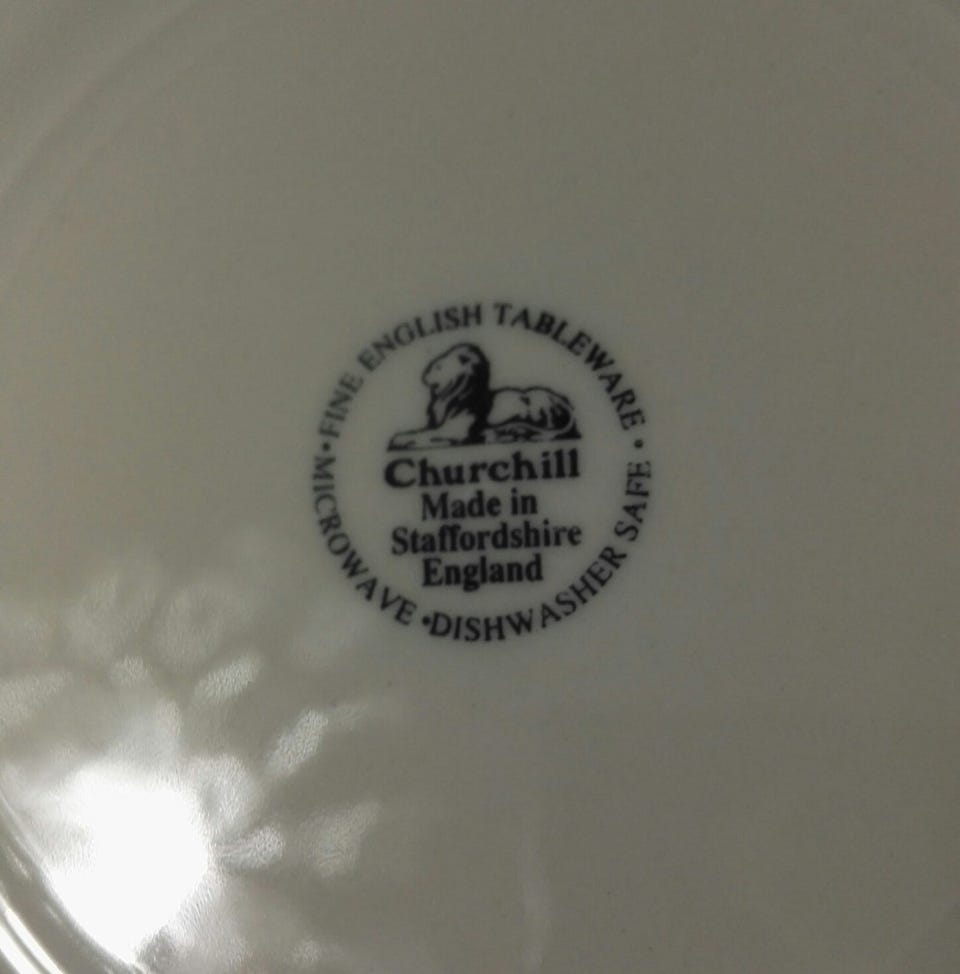 •FINE ENGLISH TABLEWARE•
Churchill
Made in
Staffordshire
England
MICROWAVE •DISHWASHER SAFE